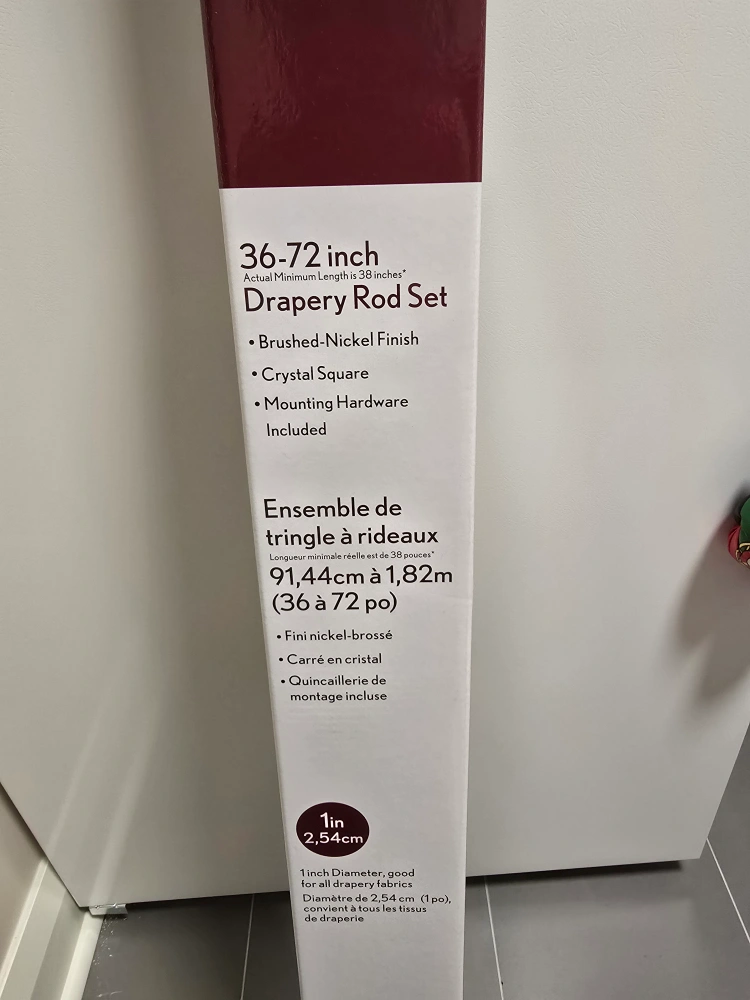 36-72 inch
Actual Minimum Length is 38 inches*
Drapery Rod Set
• Brushed-Nickel Finish
• Crystal Square
• Mounting Hardware
Included
Ensemble de
tringle à rideaux
Longueur minimale réelle est de 38 pouces*
91,44cm à 1,82m
(36 à 72 po)
• Fini nickel-brossé
• Carré en cristal
• Quincaillerie de
montage incluse
1in
2,54cm
1 inch Diameter, good
for all drapery fabrics
Diamètre de 2,54 cm (1 po),
convient à tous les tissus
de draperie